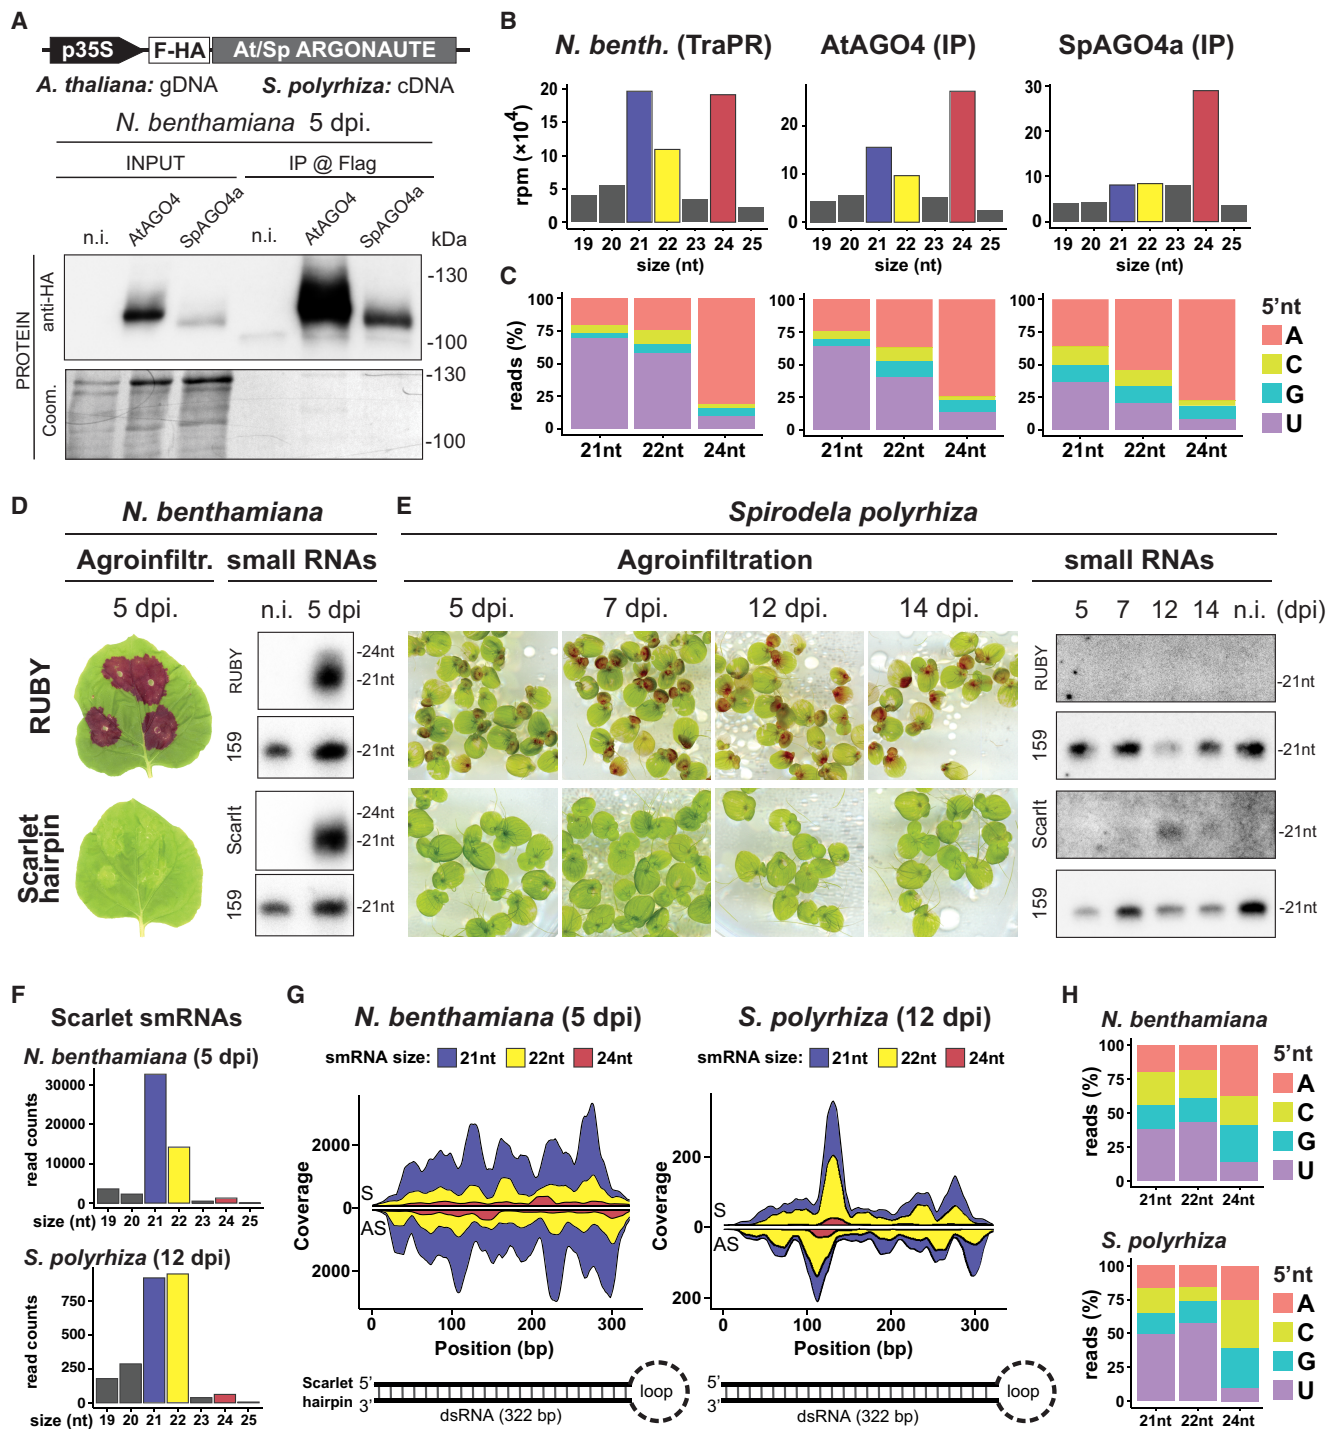 A
p35S F-HA At/Sp ARGONAUTE
A. thaliana: gDNA S. polyrhiza: cDNA
N. benthamiana 5 dpi.
INPUT IP @ Flag
n.i. AtAGO4 SpAGO4a n.i. AtAGO4 SpAGO4a kDa
PROTEIN
anti-HA
-130
-100
Coom.
-130
-100
B
N. benth. (TraPR) AtAGO4 (IP) SpAGO4a (IP)
rpm (×10⁴)
20
15
10
5
0
19 20 21 22 23 24 25
size (nt)
20
10
0
19 20 21 22 23 24 25
size (nt)
30
20
10
0
19 20 21 22 23 24 25
size (nt)
C
reads (%)
100
75
50
25
0
21nt 22nt 24nt
100
75
50
25
0
21nt 22nt 24nt
100
75
50
25
0
21nt 22nt 24nt
5'nt
A
C
G
U
D
N. benthamiana
Agroinfiltr. small RNAs
5 dpi. n.i. 5 dpi
RUBY
RUBY
-24nt
-21nt
159
-21nt
Scarlet hairpin
Scarlt
-24nt
-21nt
159
-21nt
E
Spirodela polyrhiza
Agroinfiltration small RNAs
5 dpi. 7 dpi. 12 dpi. 14 dpi. 5 7 12 14 n.i. (dpi)
RUBY
-21nt
159
-21nt
Scarlt
-21nt
159
-21nt
F
Scarlet smRNAs
N. benthamiana (5 dpi)
read counts
30000
20000
10000
0
size (nt) 19 20 21 22 23 24 25
S. polyrhiza (12 dpi)
read counts
750
500
250
0
size (nt) 19 20 21 22 23 24 25
G
N. benthamiana (5 dpi)
smRNA size: 21nt 22nt 24nt
Coverage
2000
0
2000
S
AS
0 100 200 300
Position (bp)
Scarlet hairpin
5'
3'
dsRNA (322 bp)
loop
S. polyrhiza (12 dpi)
smRNA size: 21nt 22nt 24nt
Coverage
200
0
200
S
AS
0 100 200 300
Position (bp)
5'
3'
dsRNA (322 bp)
loop
H
N. benthamiana
reads (%)
100
75
50
25
0
21nt 22nt 24nt
5'nt
A
C
G
U
S. polyrhiza
reads (%)
100
75
50
25
0
21nt 22nt 24nt
5'nt
A
C
G
U